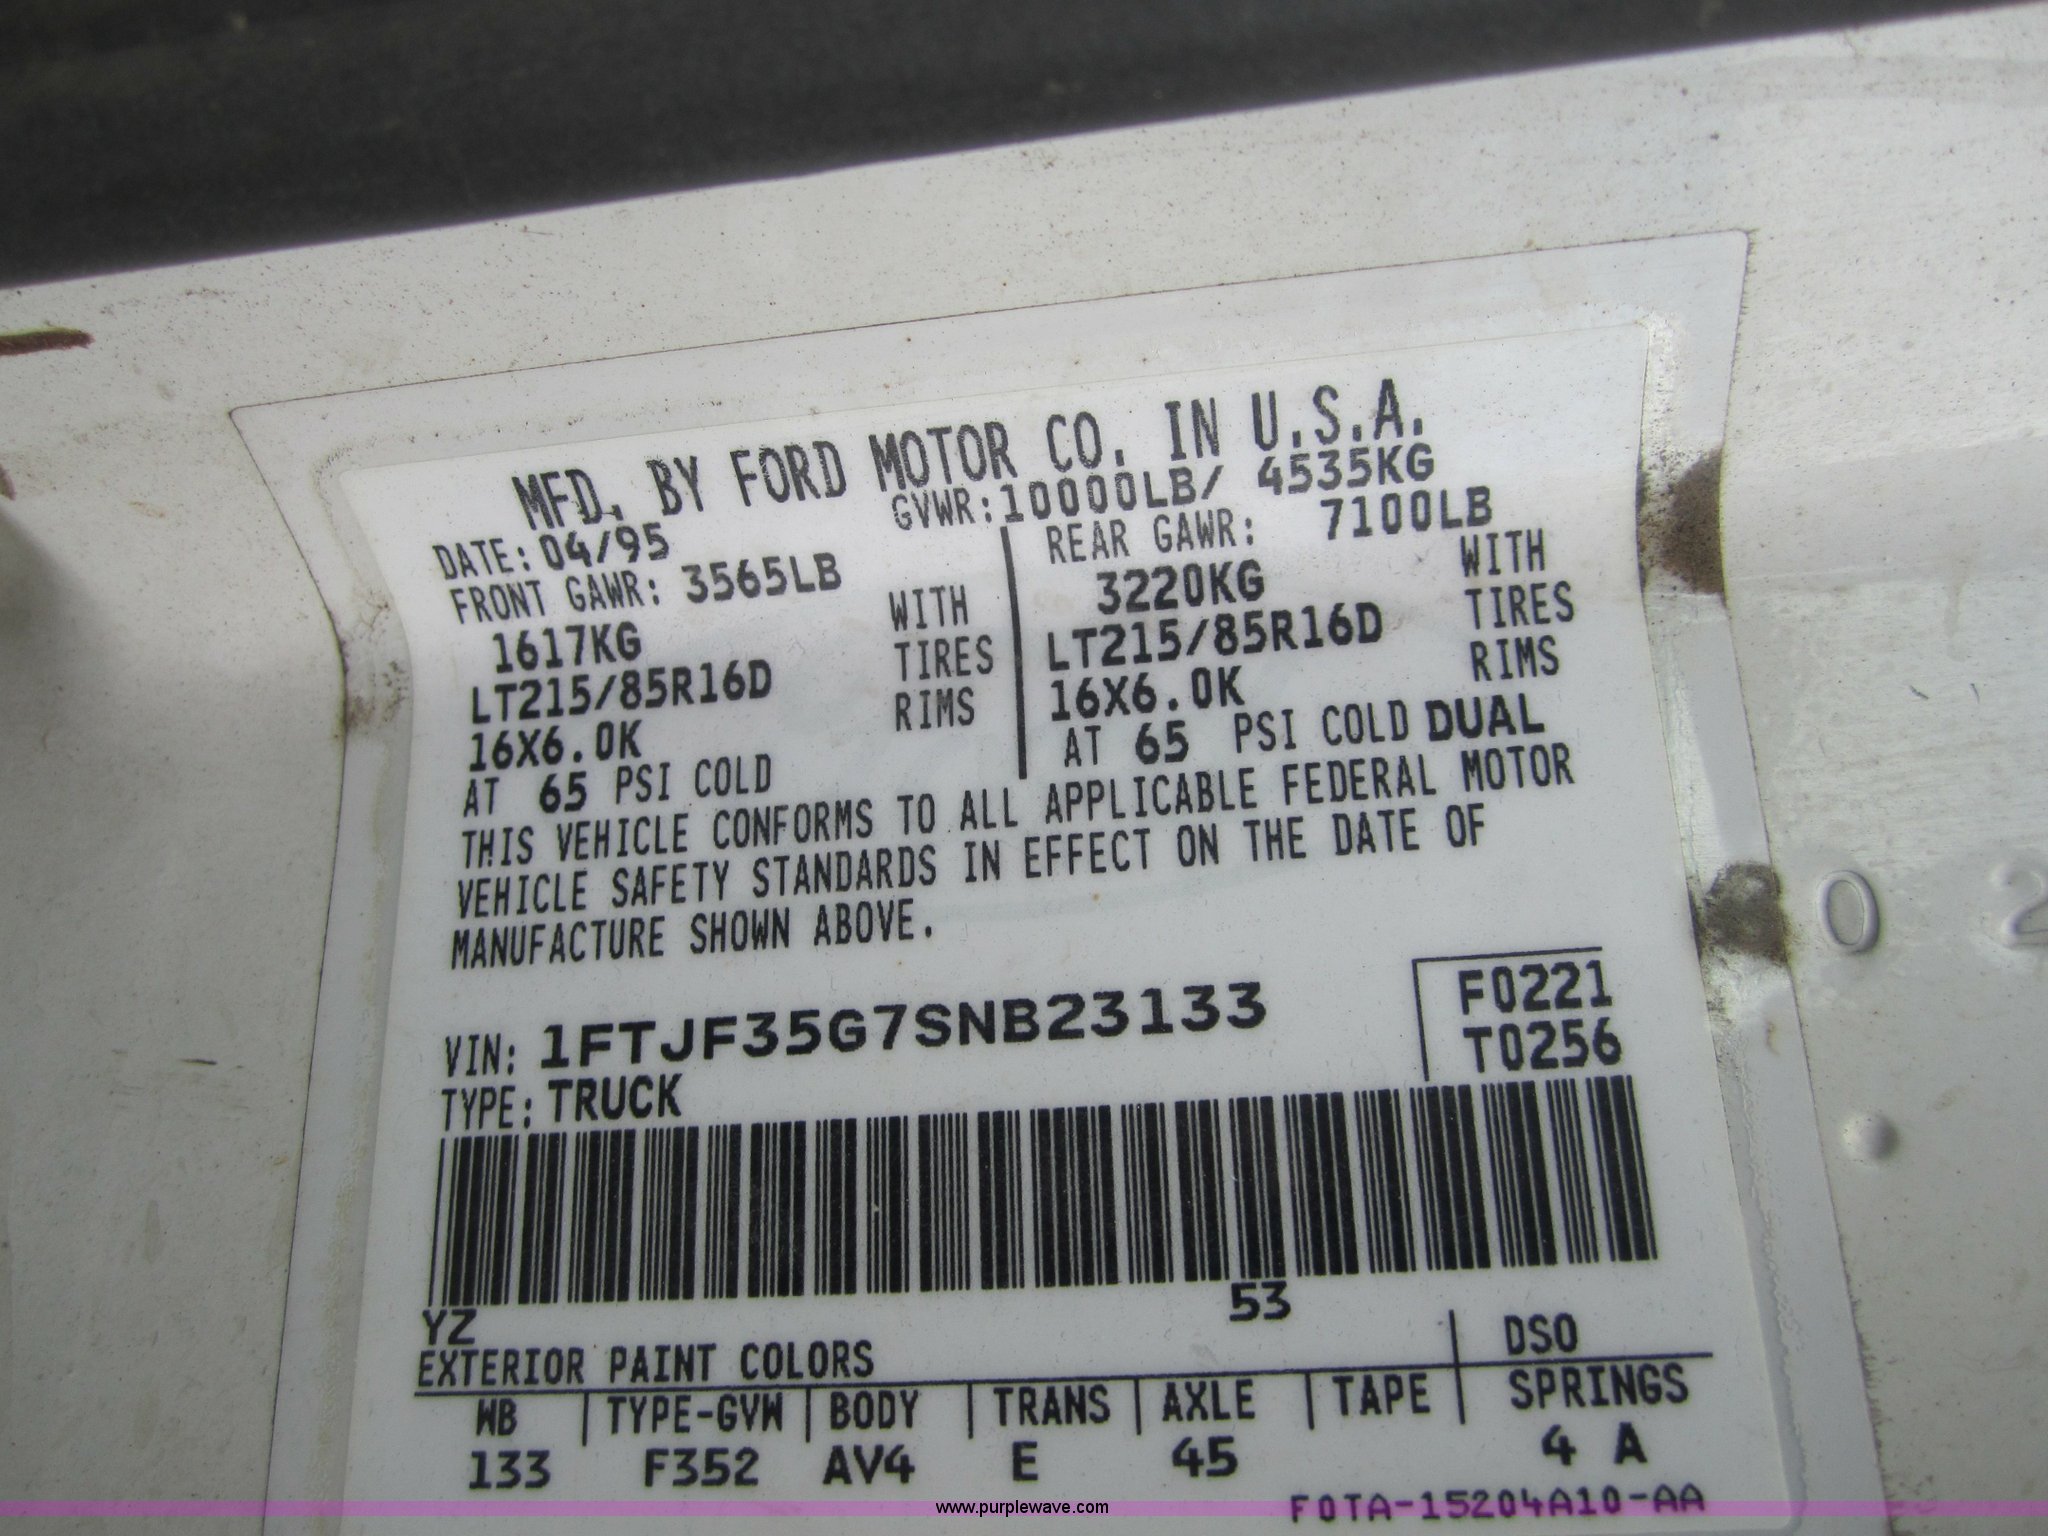 MFD. BY FORD MOTOR CO. IN U.S.A.
DATE: 04/95 GVWR: 10000LB/ 4535KG
FRONT GAWR: 3565LB REAR GAWR: 7100LB
1617KG WITH 3220KG WITH
LT215/85R16D TIRES LT215/85R16D TIRES
16X6.0K RIMS 16X6.0K RIMS
AT 65 PSI COLD AT 65 PSI COLD DUAL
THIS VEHICLE CONFORMS TO ALL APPLICABLE FEDERAL MOTOR
VEHICLE SAFETY STANDARDS IN EFFECT ON THE DATE OF
MANUFACTURE SHOWN ABOVE.
VIN: 1FTJF35G7SNB23133 F0221
TYPE: TRUCK T0256
YZ 53
EXTERIOR PAINT COLORS DSO
WB TYPE-GVW BODY TRANS AXLE TAPE SPRINGS
133 F352 AV4 E 45 4 A
F0TA-15204A10-AA
0 2
www.purplewave.com